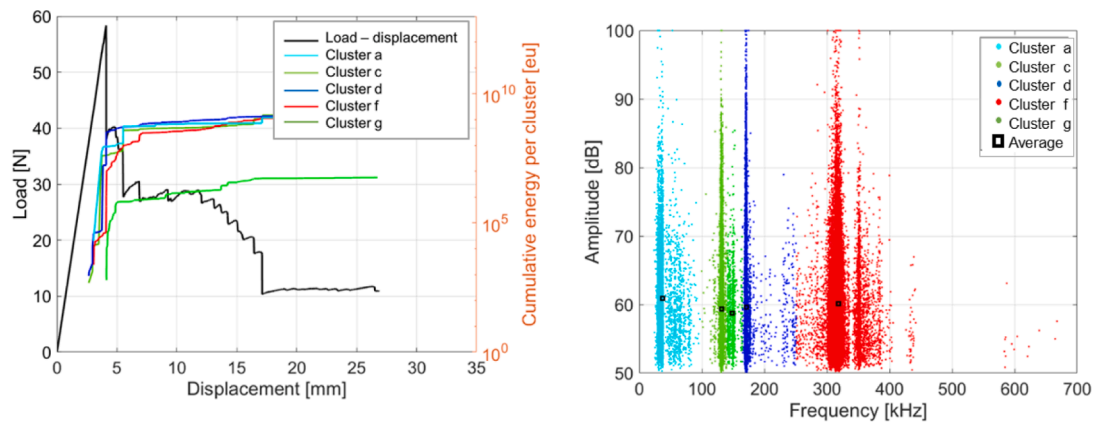 60
50
40
30
20
10
0
Load [N]
0
5
10
15
20
25
30
35
Displacement [mm]
10^10
10^5
10^0
Cumulative energy per cluster [eu]
Load – displacement
Cluster a
Cluster c
Cluster d
Cluster f
Cluster g
100
90
80
70
60
50
Amplitude [dB]
0
100
200
300
400
500
600
700
Frequency [kHz]
Cluster a
Cluster c
Cluster d
Cluster f
Cluster g
Average